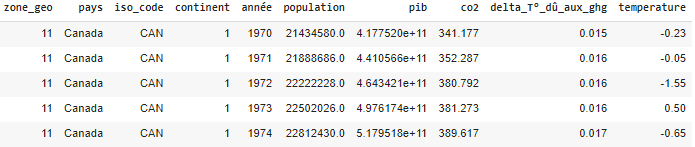 zone_geo pays iso_code continent année population pib co2 delta_T°_dû_aux_ghg temperature
11 Canada CAN 1 1970 21434580.0 4.177520e+11 341.177 0.015 -0.23
11 Canada CAN 1 1971 21888686.0 4.410566e+11 352.287 0.016 -0.05
11 Canada CAN 1 1972 22222228.0 4.643421e+11 380.792 0.016 -1.55
11 Canada CAN 1 1973 22502026.0 4.976174e+11 381.273 0.016 0.50
11 Canada CAN 1 1974 22812430.0 5.179518e+11 389.617 0.017 -0.65